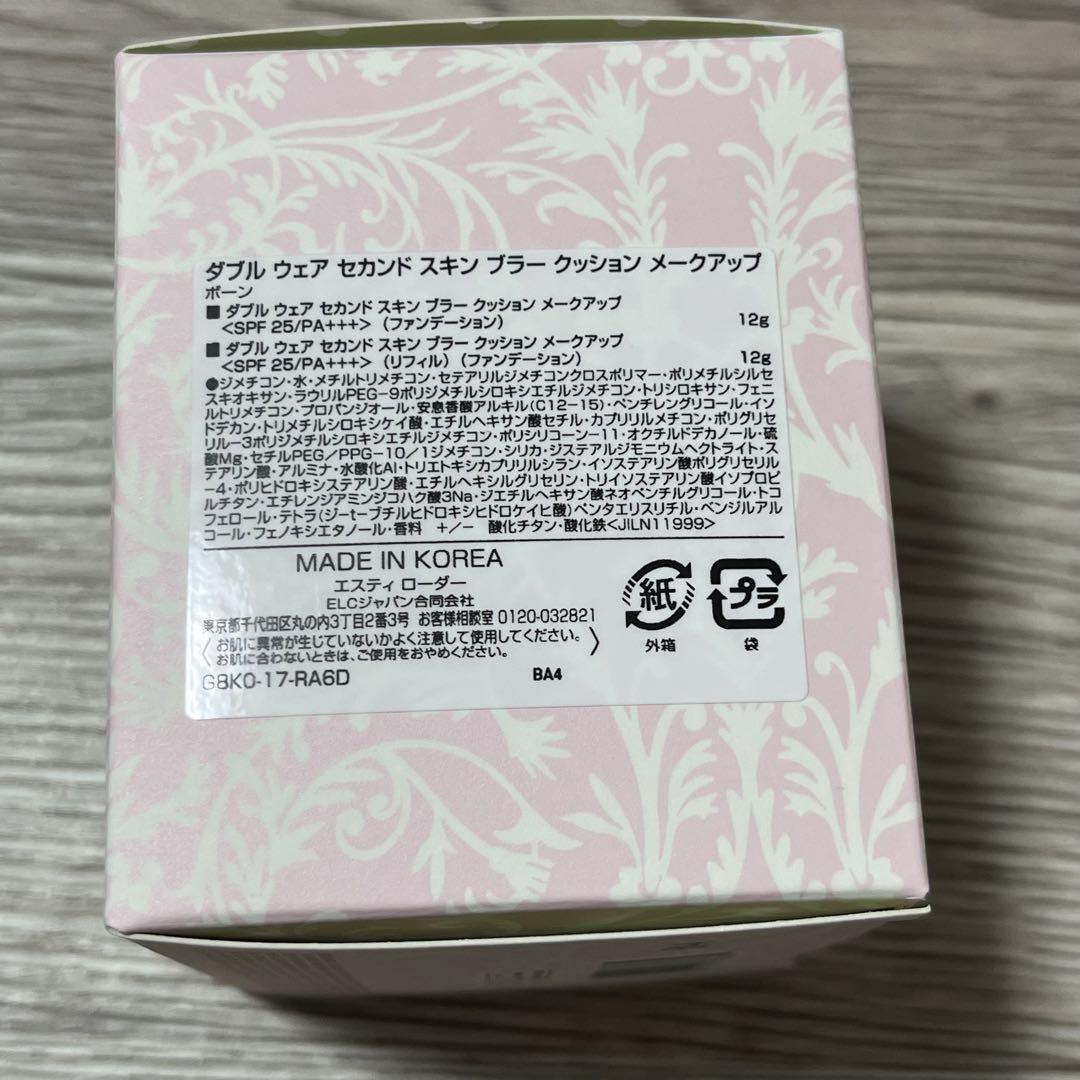 ダブル ウェア セカンド スキン ブラー クッション メークアップ
ボーン
■ ダブル ウェア セカンド スキン ブラー クッション メークアップ
<SPF 25/PA+++>（ファンデーション） 12g
■ ダブル ウェア セカンド スキン ブラー クッション メークアップ
<SPF 25/PA+++>（リフィル）（ファンデーション） 12g
●ジメチコン・水・メチルトリメチコン・セテアリルジメチコンクロスポリマー・ポリメチルシルセ
スキオキサン・ラウリルPEG-9ポリジメチルシロキシエチルジメチコン・トリシロキサン・フェニ
ルトリメチコン・プロパンジオール・安息香酸アルキル(C12-15)・ペンチレングリコール・イソ
ドデカン・トリメチルシロキシケイ酸・エチルヘキサン酸セチル・カプリリルメチコン・ポリグリセ
リル-3ポリジメチルシロキシエチルジメチコン・ポリシリコーン-11・オクチルドデカノール・硫
酸Mg・セチルPEG/PPG-10/1ジメチコン・シリカ・ジステアルジモニウムヘクトライト・ス
テアリン酸・アルミナ・水酸化Al・トリエトキシカプリリルシラン・イソステアリン酸ポリグリセリル
-4・ポリヒドロキシステアリン酸・エチルヘキシルグリセリン・トリイソステアリン酸イソプロピ
ルチタン・エチレンジアミンジコハク酸3Na・ジエチルヘキサン酸ネオペンチルグリコール・トコ
フェロール・テトラ(ジ-t-ブチルヒドロキシヒドロケイヒ酸)ペンタエリスリチル・ベンジルアル
コール・フェノキシエタノール・香料 +/- 酸化チタン・酸化鉄<JILN11999>
MADE IN KOREA
エスティ ローダー
ELCジャパン合同会社
東京都千代田区丸の内3丁目2番3号 お客様相談室 0120-032821
〈お肌に異常が生じていないかよく注意して使用してください。
お肌に合わないときは、ご使用をおやめください。〉
G8K0-17-RA6D BA4
紙 プラ
外箱 袋